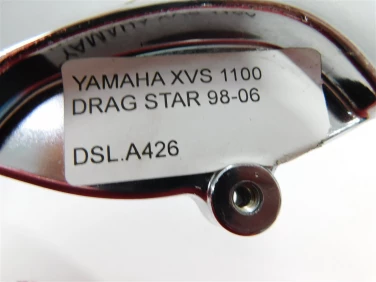 YAMAHA XVS 1100
DRAG STAR 98-06
DSL.A426